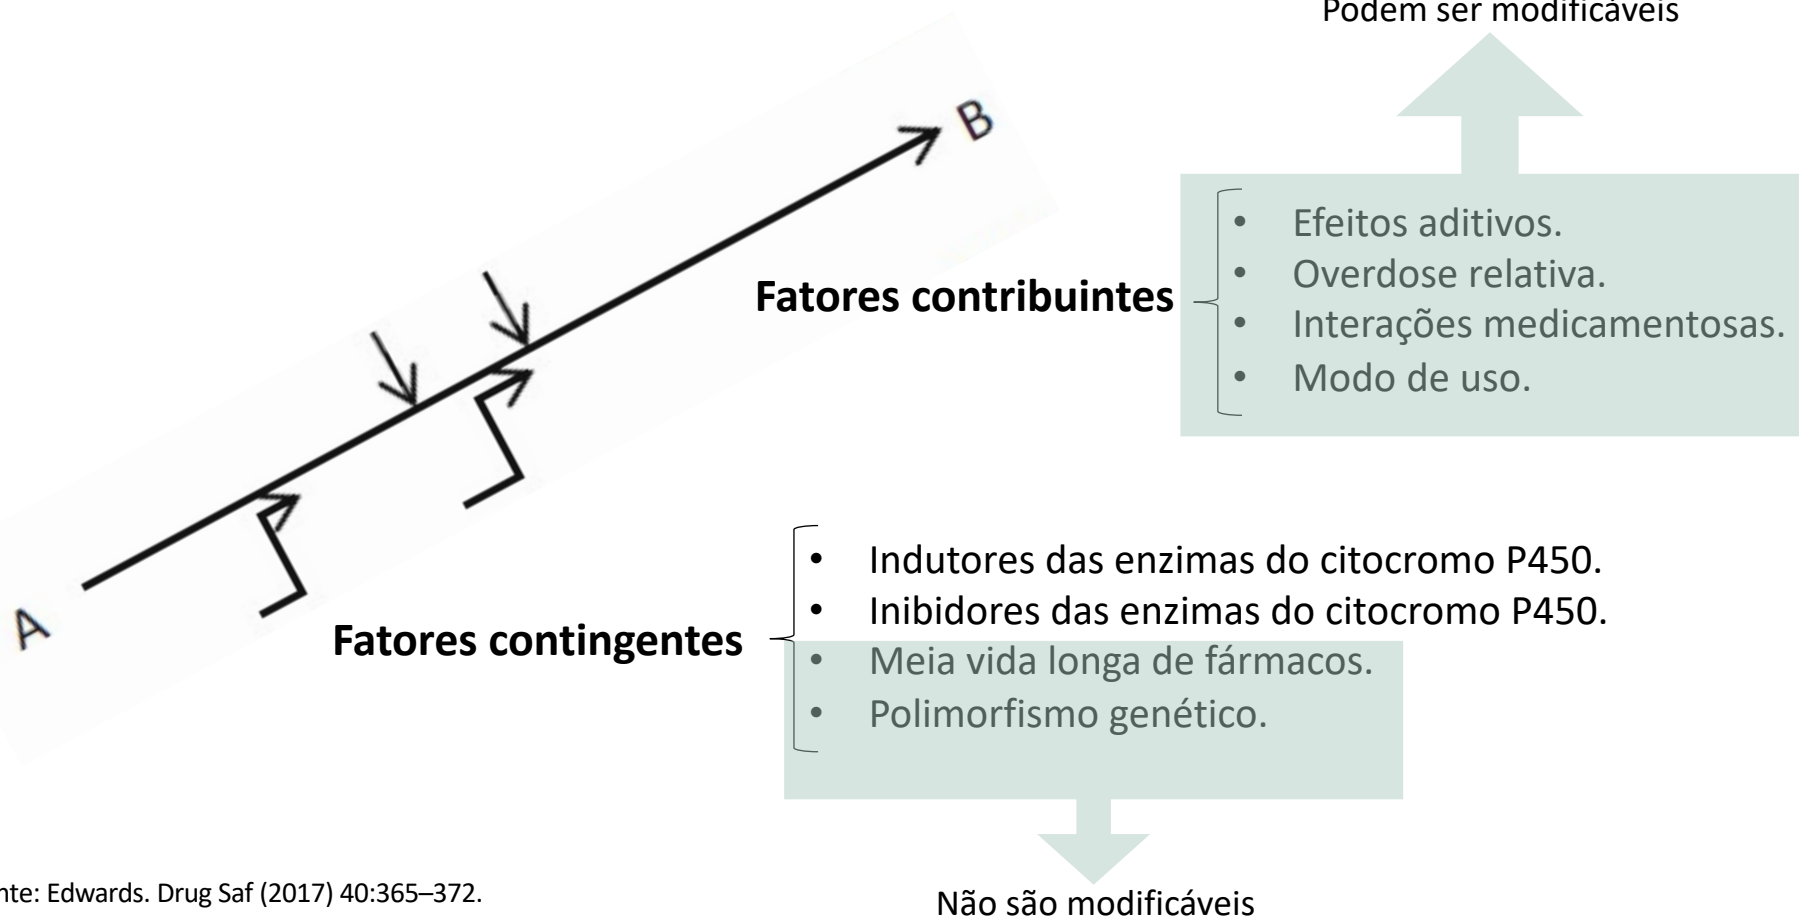 Podem ser modificáveis
B
• Efeitos aditivos.
• Overdose relativa.
Fatores contribuintes
• Interações medicamentosas.
• Modo de uso.
• Indutores das enzimas do citocromo P450.
• Inibidores das enzimas do citocromo P450.
A
Fatores contingentes
• Meia vida longa de fármacos.
• Polimorfismo genético.
nte: Edwards. Drug Saf (2017) 40:365–372.
Não são modificáveis